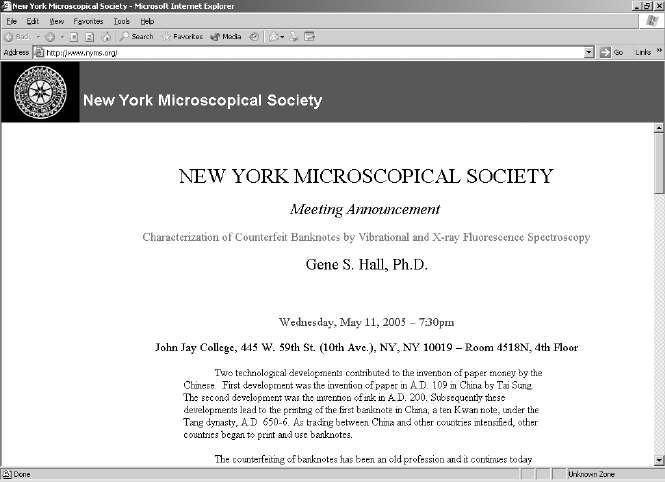 New York Microscopical Society - Microsoft Internet Explorer
File Edit View Favorites Tools Help
Back Search Favorites Media
Address http://www.nyms.org/ Go Links »
New York Microscopical Society
NEW YORK MICROSCOPICAL SOCIETY
Meeting Announcement
Characterization of Counterfeit Banknotes by Vibrational and X-ray Fluorescence Spectroscopy
Gene S. Hall, Ph.D.
Wednesday, May 11, 2005 – 7:30pm
John Jay College, 445 W. 59th St. (10th Ave.), NY, NY 10019 – Room 4518N, 4th Floor
Two technological developments contributed to the invention of paper money by the
Chinese. First development was the invention of paper in A.D. 109 in China by Tai Sung.
The second development was the invention of ink in A.D. 200. Subsequently these
developments lead to the printing of the first banknote in China, a ten Kwan note, under the
Tang dynasty, A.D. 650-6. As trading between China and other countries intensified, other
countries began to print and use banknotes.
The counterfeiting of banknotes has been an old profession and it continues today
Done Unknown Zone